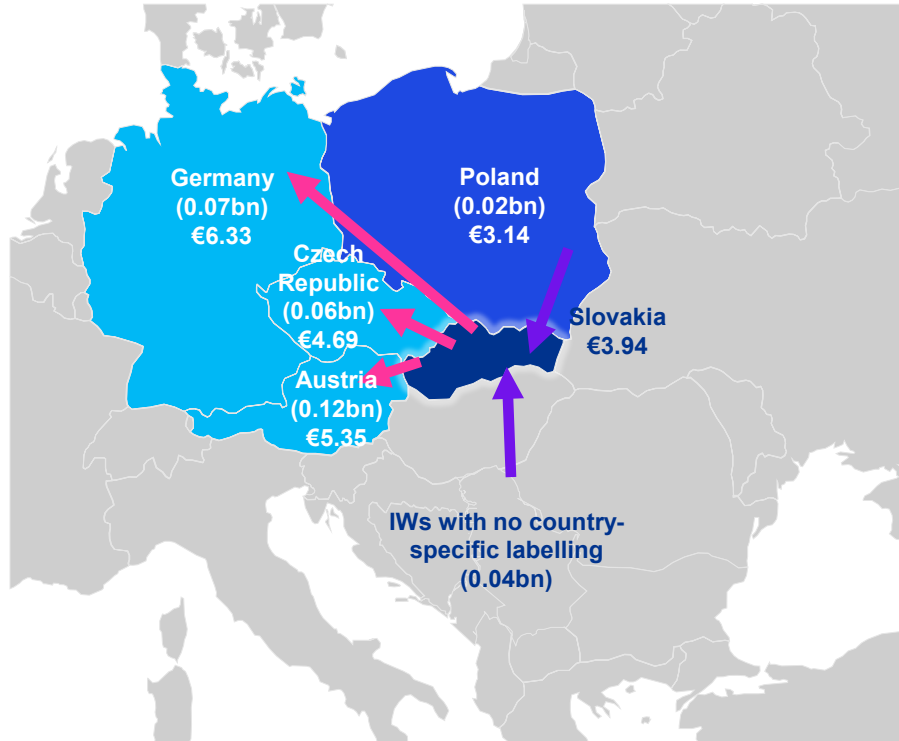 Germany
(0.07bn)
€6.33
Poland
(0.02bn)
€3.14
Czech
Republic
(0.06bn)
€4.69
Slovakia
€3.94
Austria
(0.12bn)
€5.35
IWs with no country-
specific labelling
(0.04bn)